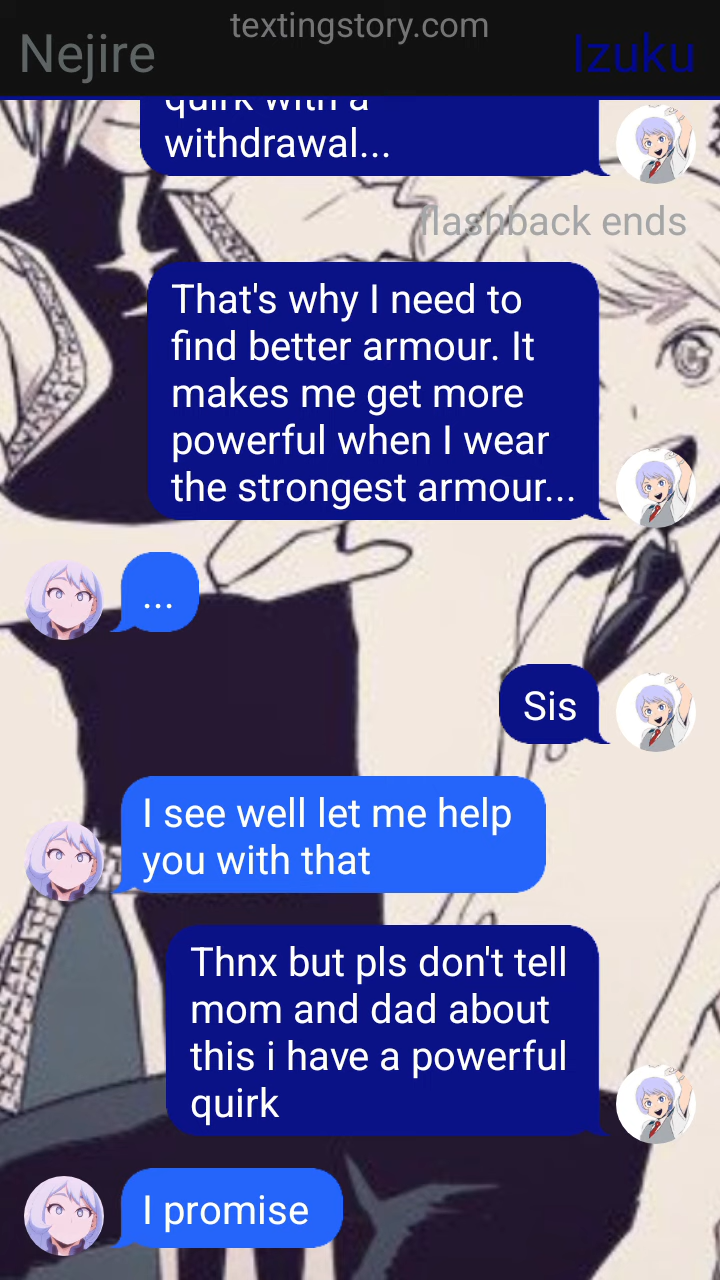 textingstory.com
Nejire
Izuku
quirk with a
withdrawal...
flashback ends
That's why I need to
find better armour. It
makes me get more
powerful when I wear
the strongest armour...
...
Sis
I see well let me help
you with that
Thnx but pls don't tell
mom and dad about
this i have a powerful
quirk
I promise